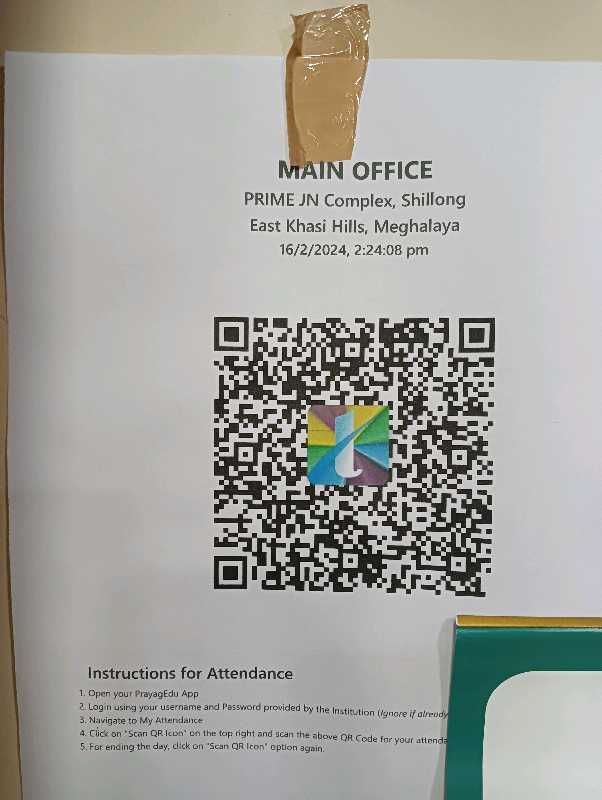 MAIN OFFICE
PRIME JN Complex, Shillong
East Khasi Hills, Meghalaya
16/2/2024, 2:24:08 pm
Instructions for Attendance
1. Open your PrayagEdu App
2. Login using your username and Password provided by the Institution (Ignore if already
3. Navigate to My Attendance
4. Click on "Scan QR Icon" on the top right and scan the above QR Code for your
5. For ending the day, click on "Scan QR Icon" option again.